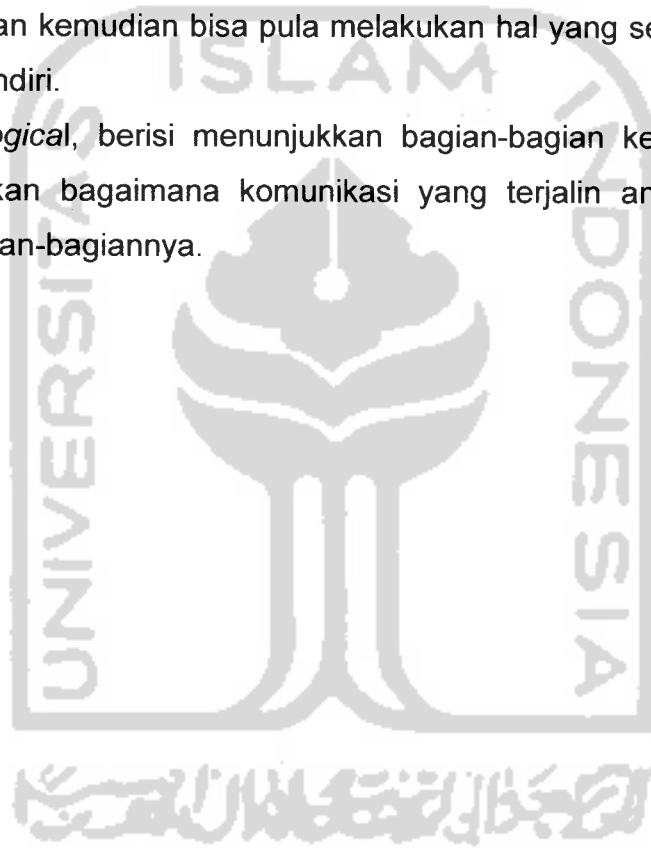 an kemudian bisa pula melakukan hal yang se
ndiri.
ogical, berisi menunjukkan bagian-bagian ke
kan bagaimana komunikasi yang terjalin an
an-bagiannya.
UNIVERSITAS
ISLAM
INDONESIA